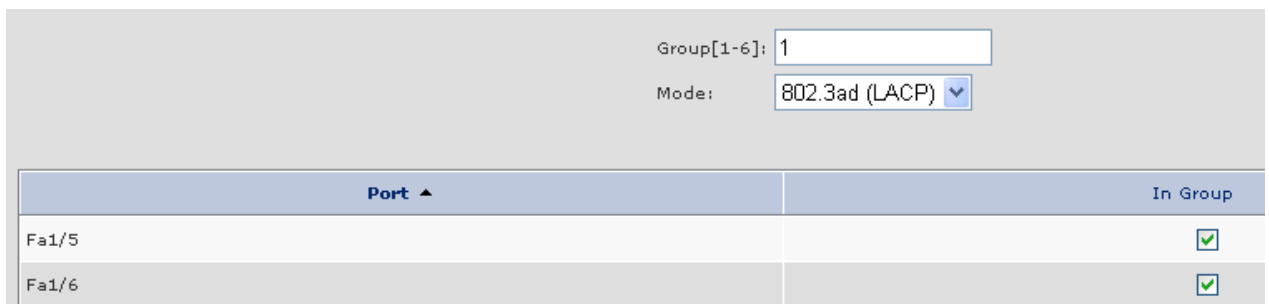 Group[1-6]: 1
Mode: 802.3ad (LACP)
Port In Group
Fa1/5
Fa1/6